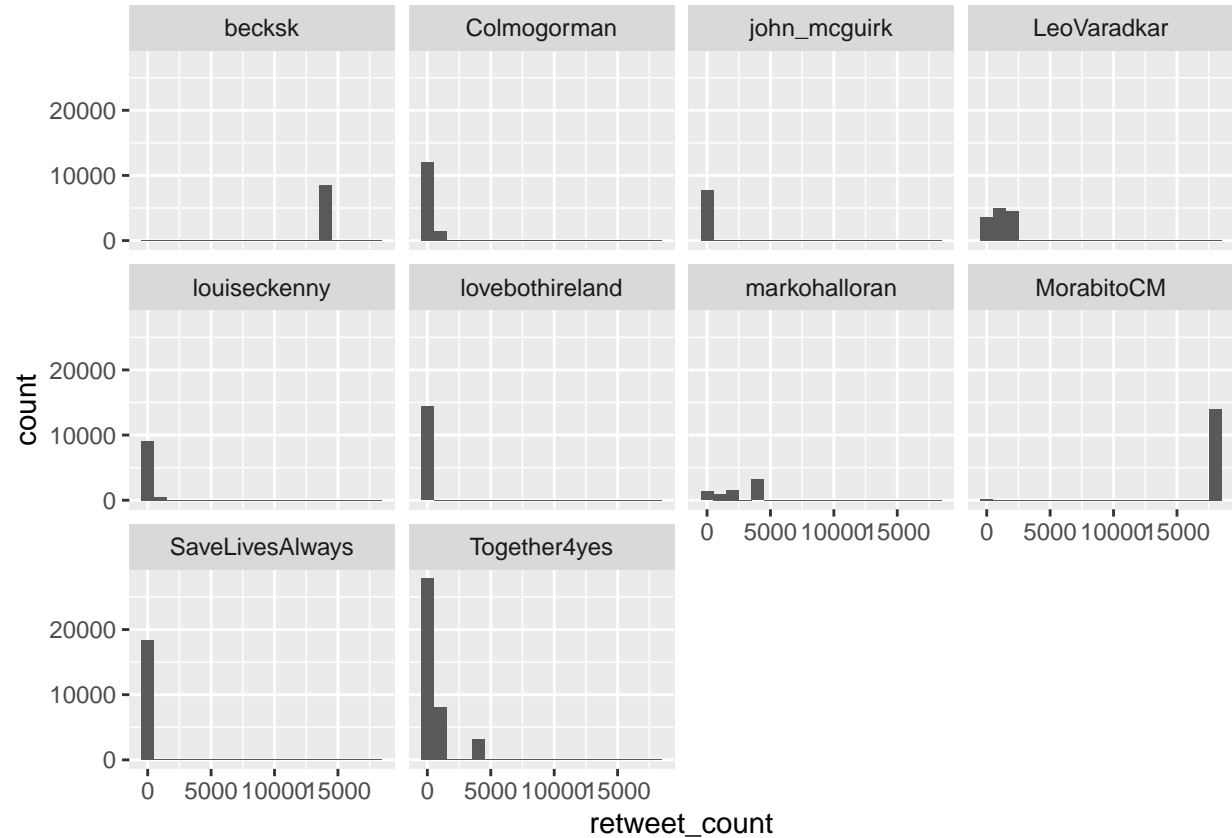 becksk
Colmogorman
john_mcguirk
LeoVaradkar
20000
10000
0
louiseckenny
lovebothireland
markohalloran
MorabitoCM
20000
10000
0
0 5000 10000 15000
0 5000 10000 15000
SaveLivesAlways
Together4yes
20000
10000
0
0 5000 10000 15000
0 5000 10000 15000
count
retweet_count